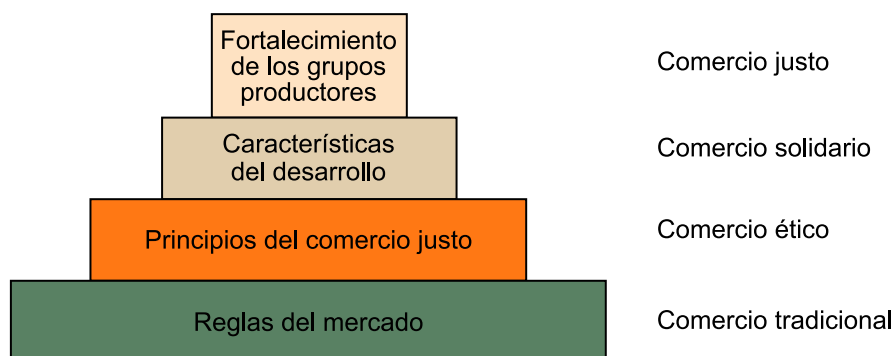 Fortalecimiento
de los grupos
productores
Comercio justo
Características
del desarrollo
Comercio solidario
Principios del comercio justo
Comercio ético
Reglas del mercado
Comercio tradicional